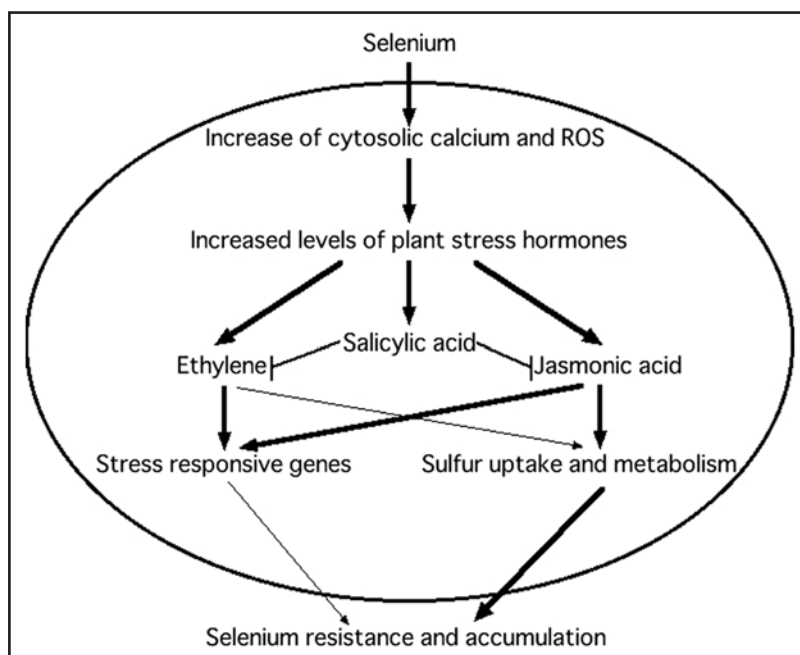 Selenium
Increase of cytosolic calcium and ROS
Increased levels of plant stress hormones
Salicylic acid
Ethylene
Jasmonic acid
Stress responsive genes
Sulfur uptake and metabolism
Selenium resistance and accumulation